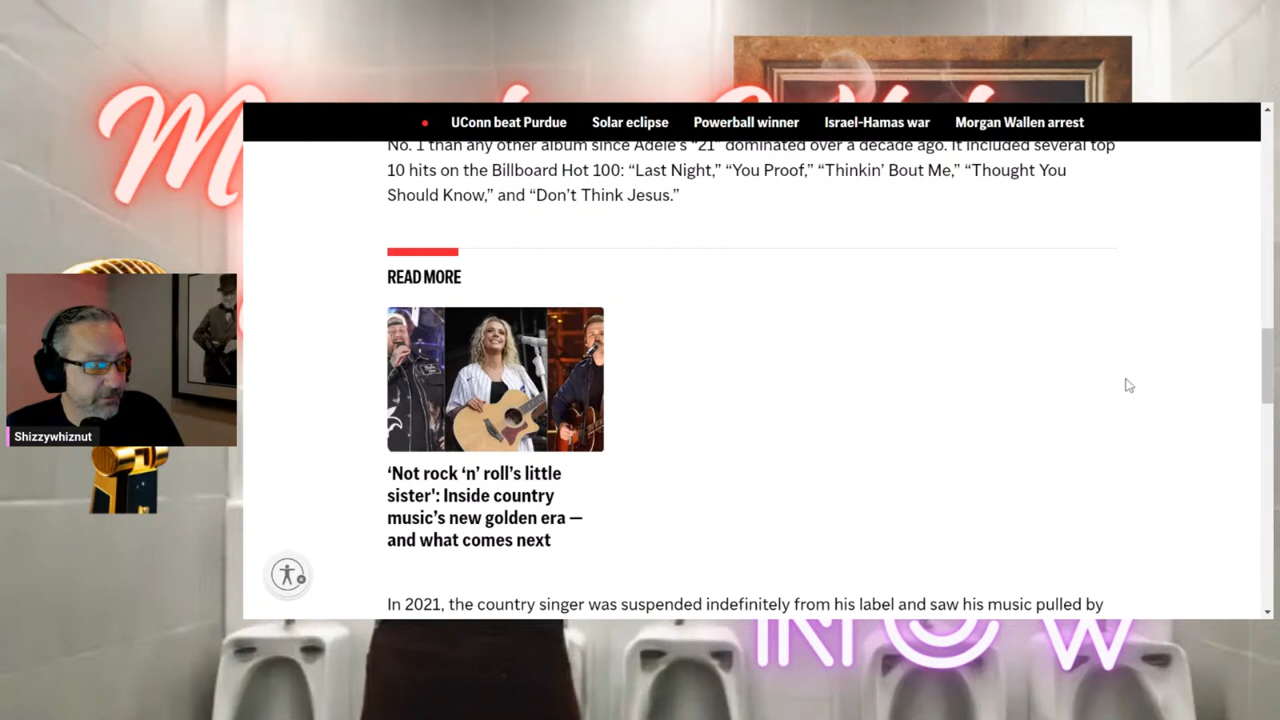 UConn beat Purdue Solar eclipse Powerball winner Israel-Hamas war Morgan Wallen arrest
No. 1 than any other album since Adele's “21” dominated over a decade ago. It included several top
10 hits on the Billboard Hot 100: “Last Night,” “You Proof,” “Thinkin’ Bout Me,” “Thought You
Should Know,” and “Don’t Think Jesus.”
READ MORE
‘Not rock ‘n’ roll’s little
sister': Inside country
music’s new golden era —
and what comes next
In 2021, the country singer was suspended indefinitely from his label and saw his music pulled by
Shizzywhiznut
NOW